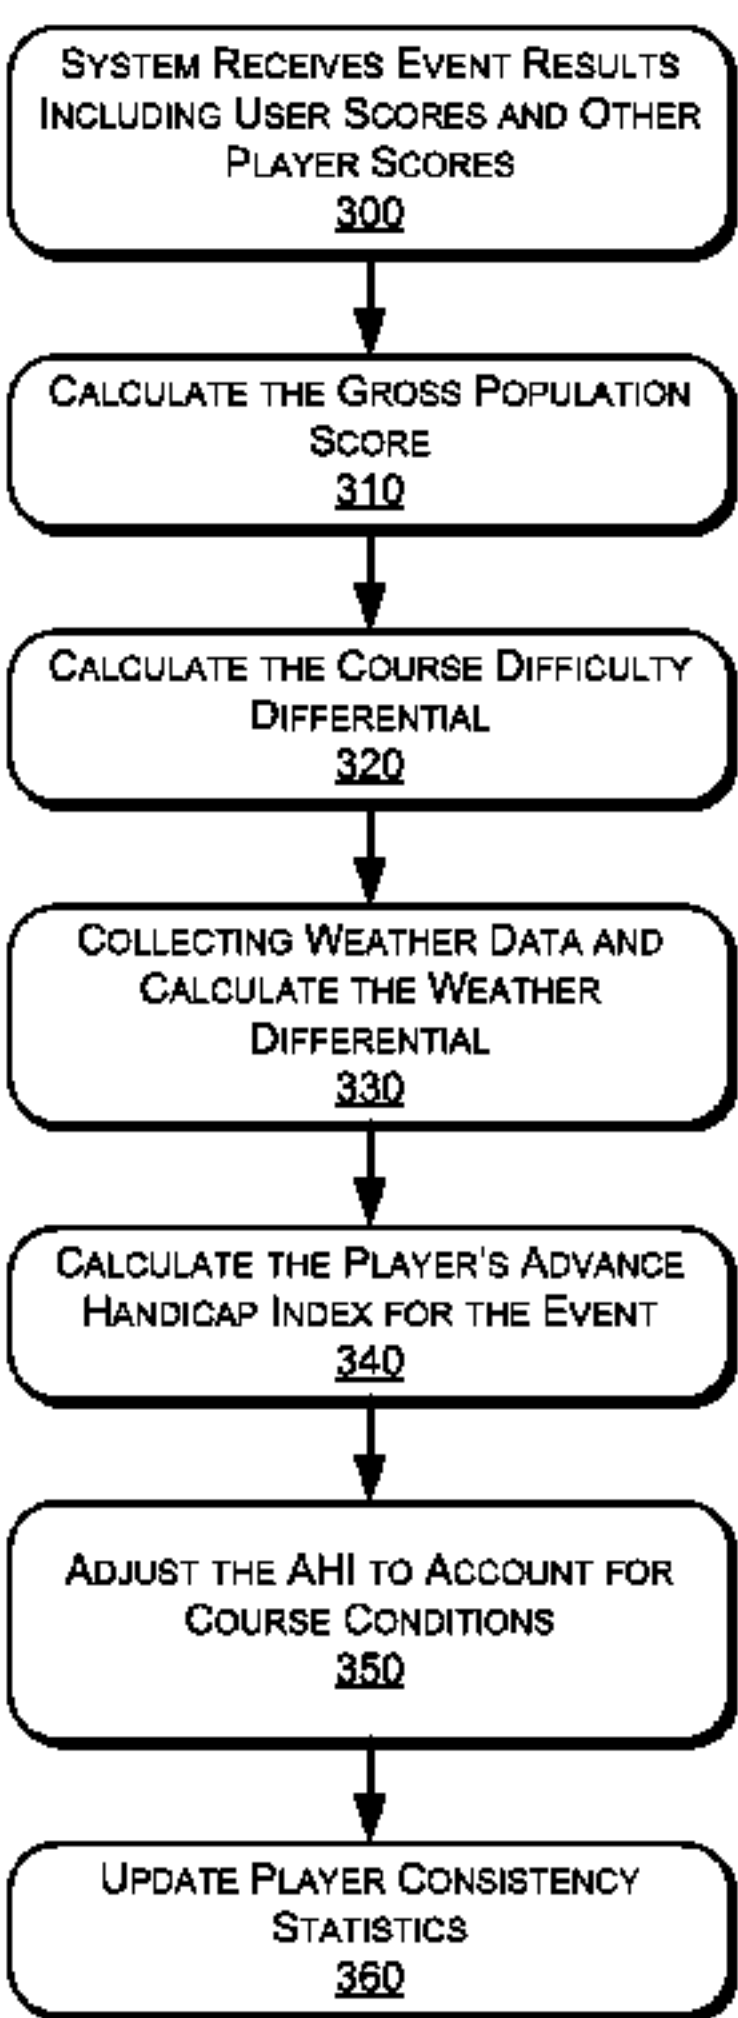 SYSTEM RECEIVES EVENT RESULTS
INCLUDING USER SCORES AND OTHER
PLAYER SCORES
300
CALCULATE THE GROSS POPULATION
SCORE
310
CALCULATE THE COURSE DIFFICULTY
DIFFERENTIAL
320
COLLECTING WEATHER DATA AND
CALCULATE THE WEATHER
DIFFERENTIAL
330
CALCULATE THE PLAYER'S ADVANCE
HANDICAP INDEX FOR THE EVENT
340
ADJUST THE AHI TO ACCOUNT FOR
COURSE CONDITIONS
350
UPDATE PLAYER CONSISTENCY
STATISTICS
360